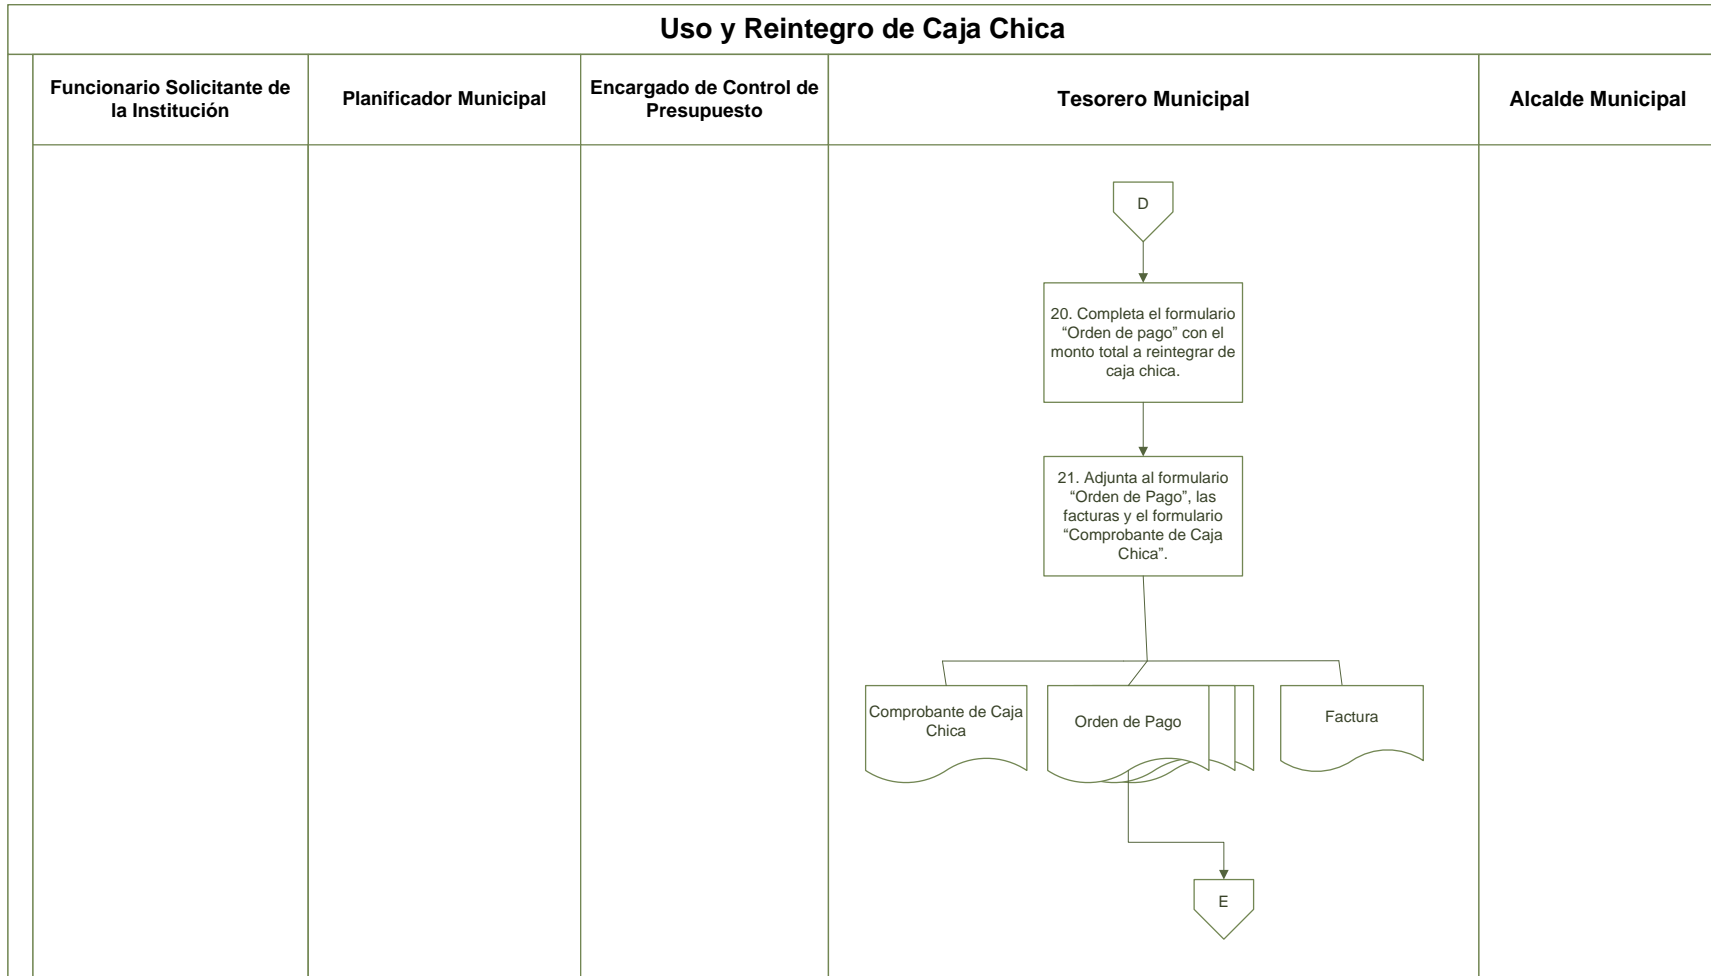 Uso y Reintegro de Caja Chica
Funcionario Solicitante de
la Institución
Planificador Municipal
Encargado de Control de
Presupuesto
Tesorero Municipal
Alcalde Municipal
D
20. Completa el formulario
“Orden de pago” con el
monto total a reintegrar de
caja chica.
21. Adjunta al formulario
“Orden de Pago”, las
facturas y el formulario
“Comprobante de Caja
Chica”.
Comprobante de Caja
Chica
Orden de Pago
Factura
E